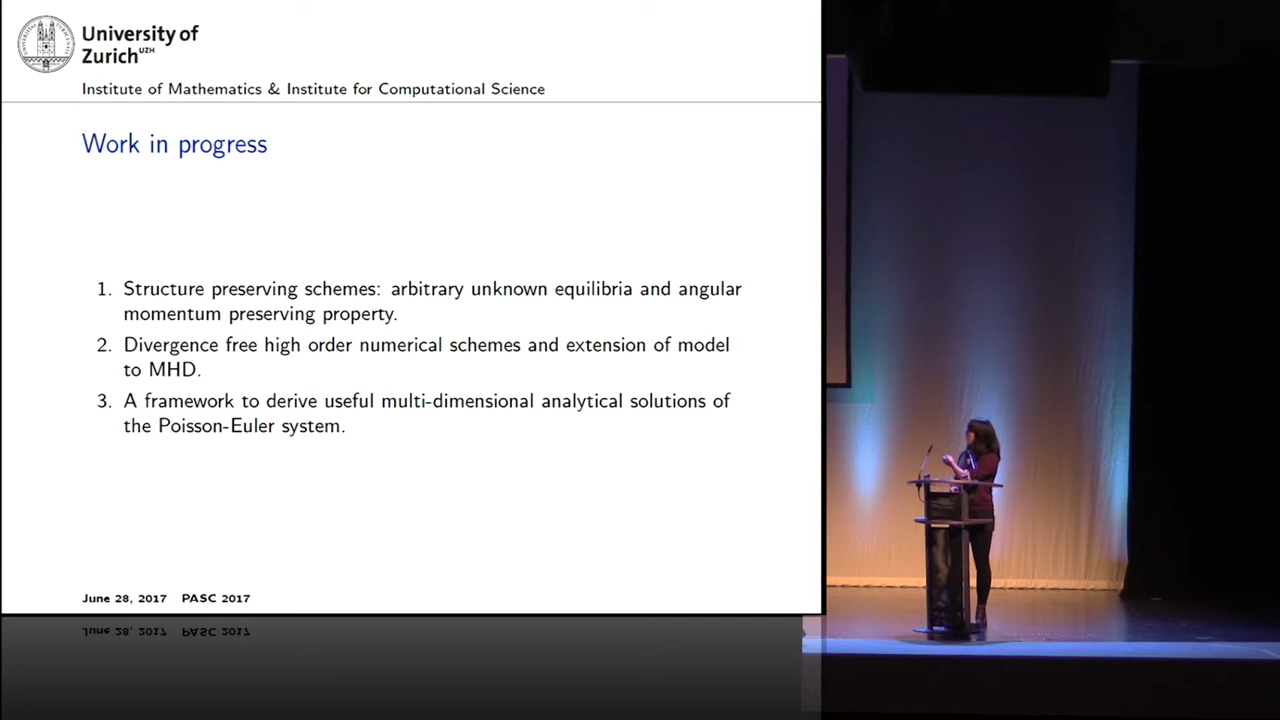 University of
Zurich UZH
Institute of Mathematics & Institute for Computational Science
Work in progress
1. Structure preserving schemes: arbitrary unknown equilibria and angular
momentum preserving property.
2. Divergence free high order numerical schemes and extension of model
to MHD.
3. A framework to derive useful multi-dimensional analytical solutions of
the Poisson-Euler system.
June 28, 2017 PASC 2017